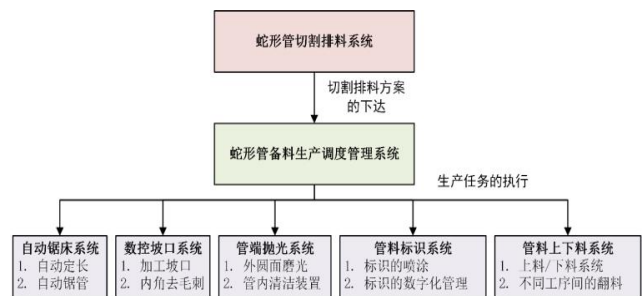 蛇形管切割排料系统
切割排料方案
的下达
蛇形管备料生产调度管理系统
生产任务的执行
自动锯床系统
1. 自动定长
2. 自动锯管
数控坡口系统
1. 加工坡口
2. 内角去毛刺
管端抛光系统
1. 外圆而磨光
2. 管内清洁装置
管料标识系统
1. 标识的喷涂
2. 标识的数字化管理
管料上下料系统
1. 上料/下料系统
2. 不同工序间的翻料